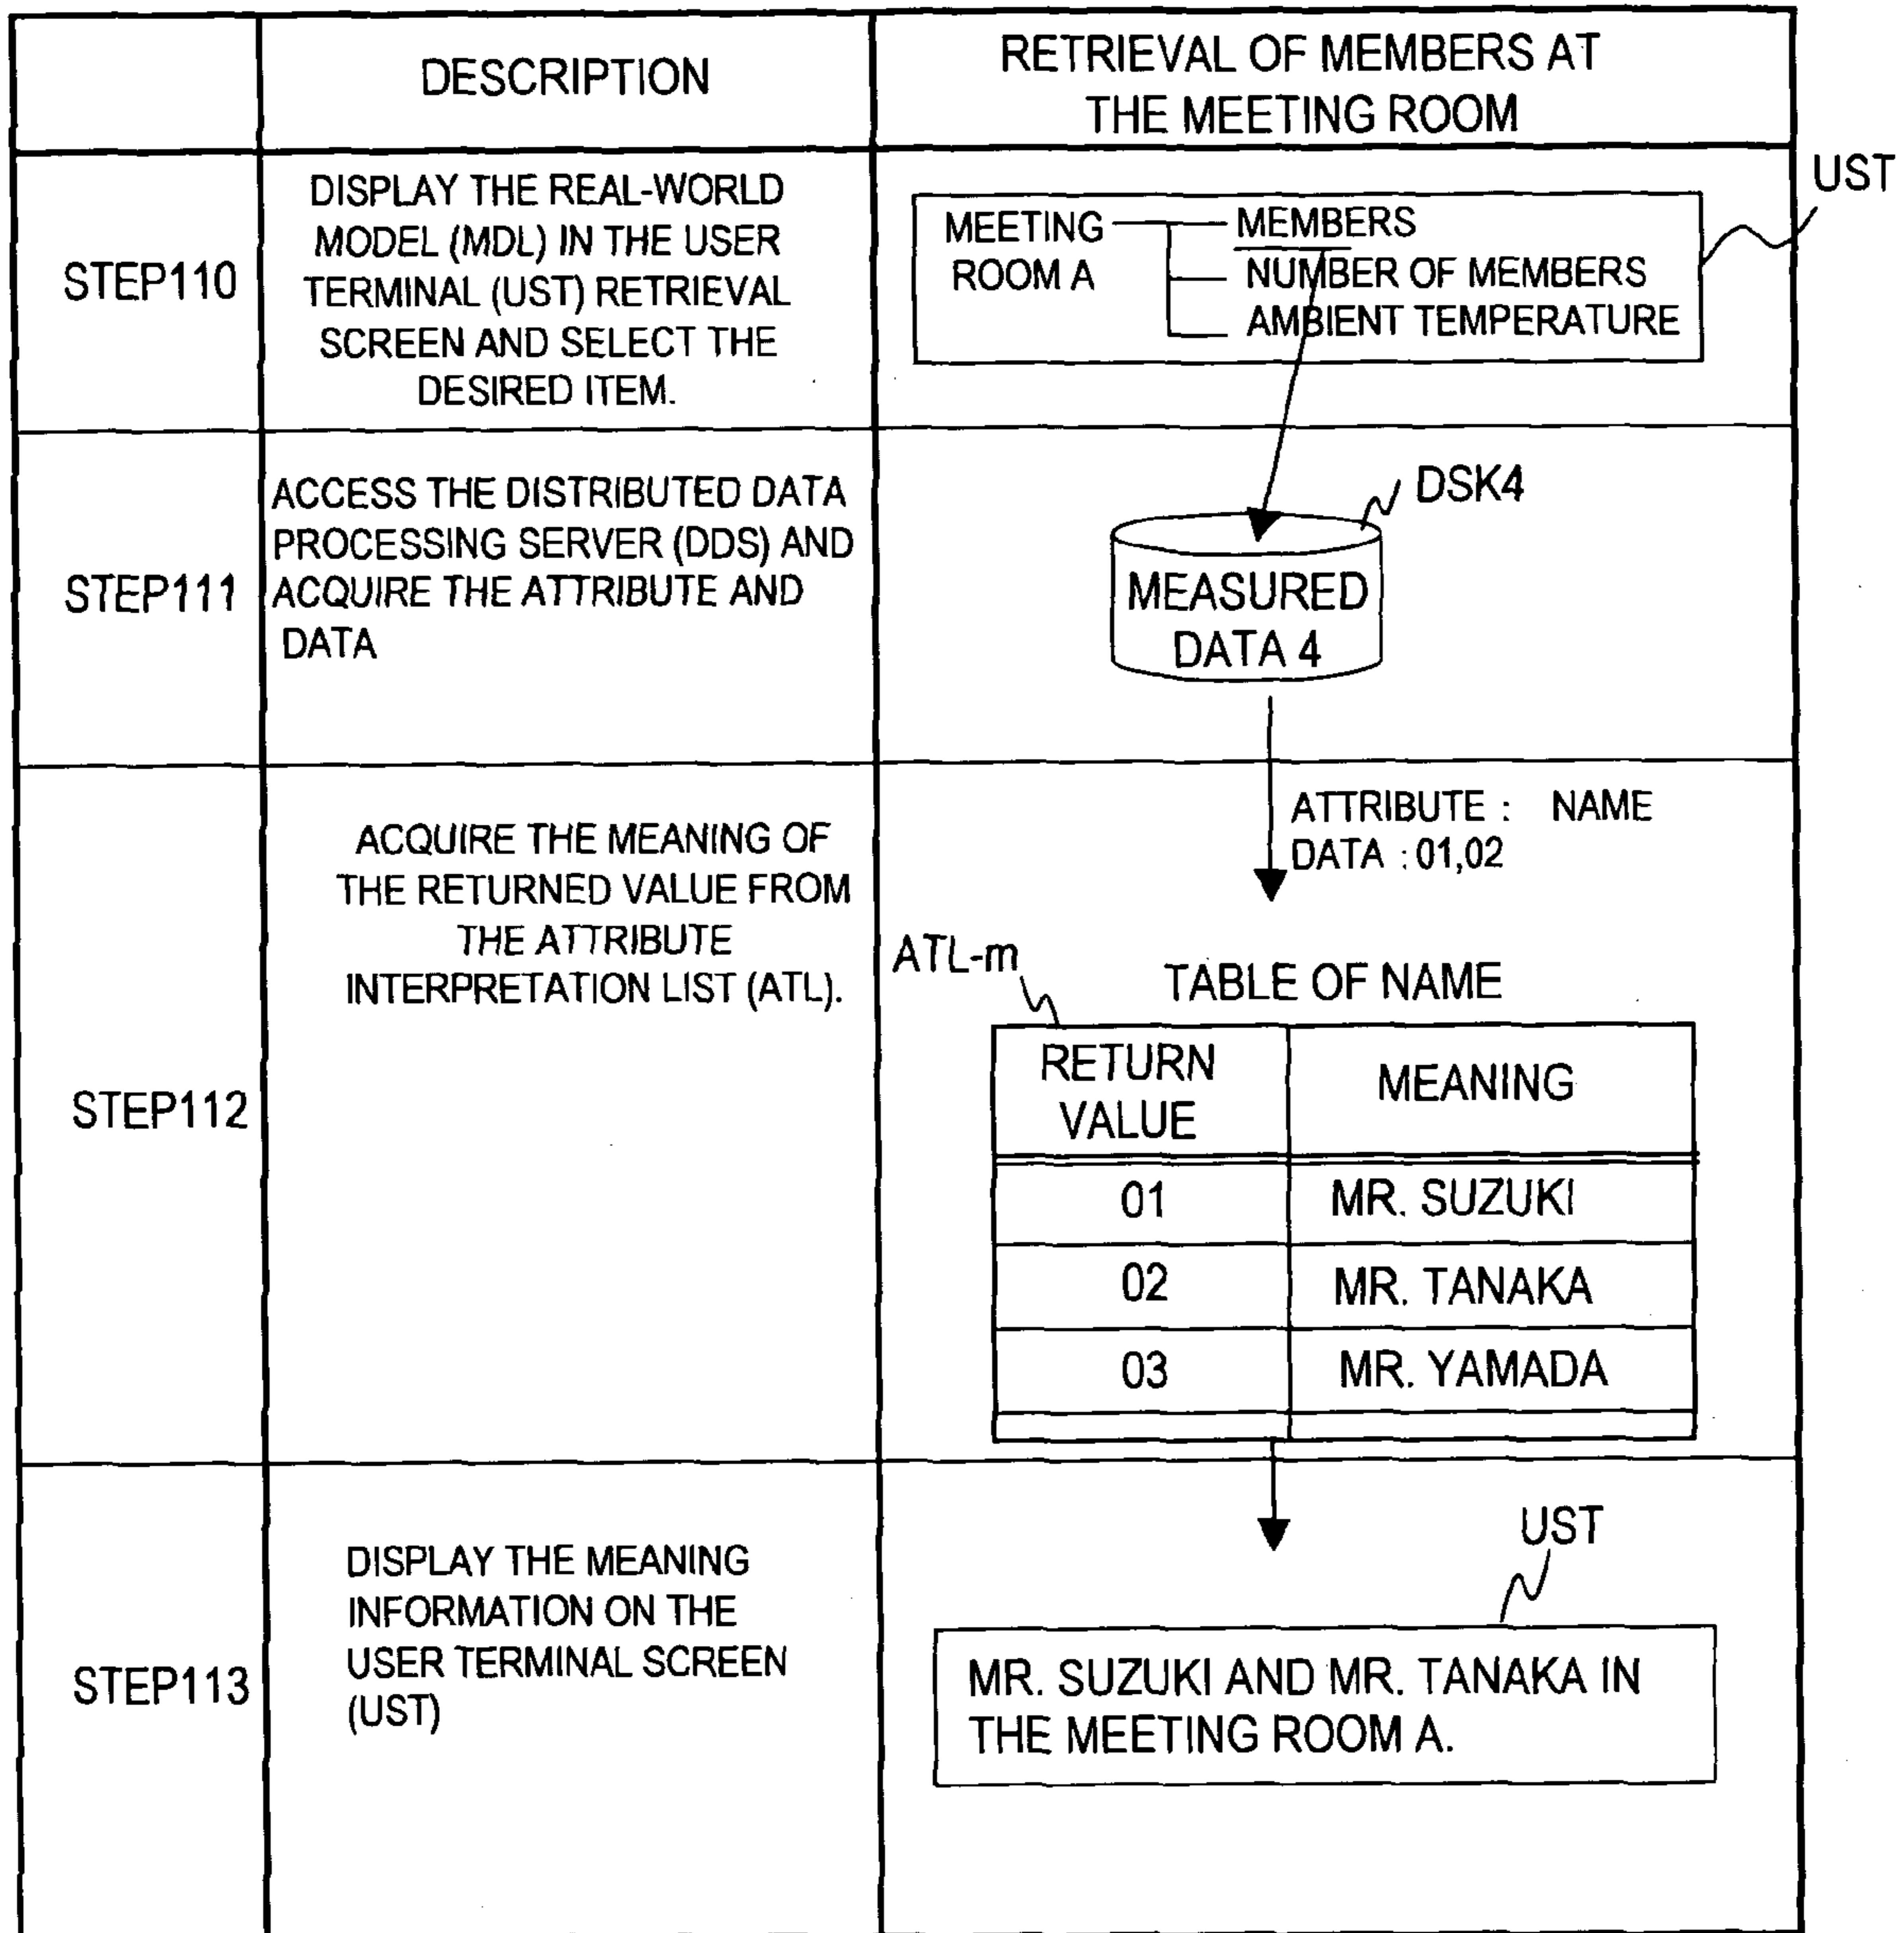 DESCRIPTION
RETRIEVAL OF MEMBERS AT
THE MEETING ROOM
STEP110
DISPLAY THE REAL-WORLD
MODEL (MDL) IN THE USER
TERMINAL (UST) RETRIEVAL
SCREEN AND SELECT THE
DESIRED ITEM.
UST
MEETING
ROOM A
MEMBERS
NUMBER OF MEMBERS
AMBIENT TEMPERATURE
STEP111
ACCESS THE DISTRIBUTED DATA
PROCESSING SERVER (DDS) AND
ACQUIRE THE ATTRIBUTE AND
DATA
DSK4
MEASURED
DATA 4
STEP112
ACQUIRE THE MEANING OF
THE RETURNED VALUE FROM
THE ATTRIBUTE
INTERPRETATION LIST (ATL).
ATTRIBUTE : NAME
DATA : 01,02
ATL-m
TABLE OF NAME
RETURN
VALUE
MEANING
01 MR. SUZUKI
02 MR. TANAKA
03 MR. YAMADA
STEP113
DISPLAY THE MEANING
INFORMATION ON THE
USER TERMINAL SCREEN
(UST)
UST
MR. SUZUKI AND MR. TANAKA IN
THE MEETING ROOM A.